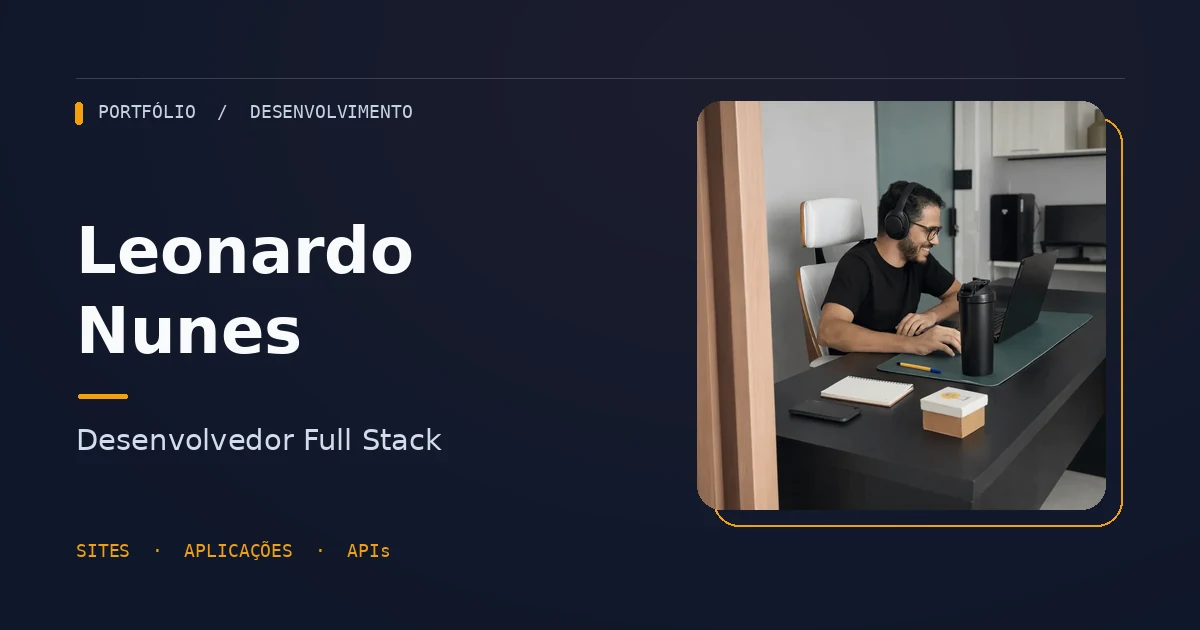 PORTFÓLIO / DESENVOLVIMENTO
Leonardo
Nunes
Desenvolvedor Full Stack
SITES · APLICAÇÕES · APIs